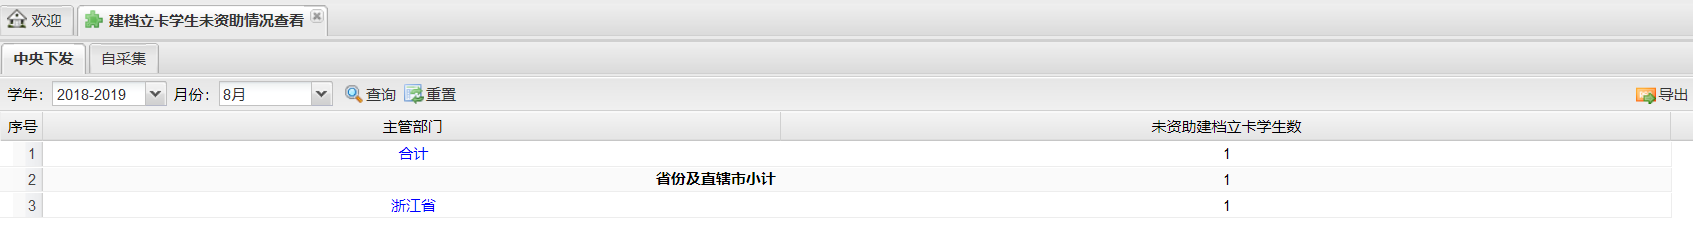 欢迎 建档立卡学生未资助情况查看
中央下发 自采集
学年: 2018-2019 月份: 8月 查询 重置 导出
序号 主管部门 未资助建档立卡学生数
1 合计 1
2 省份及直辖市小计 1
3 浙江省 1